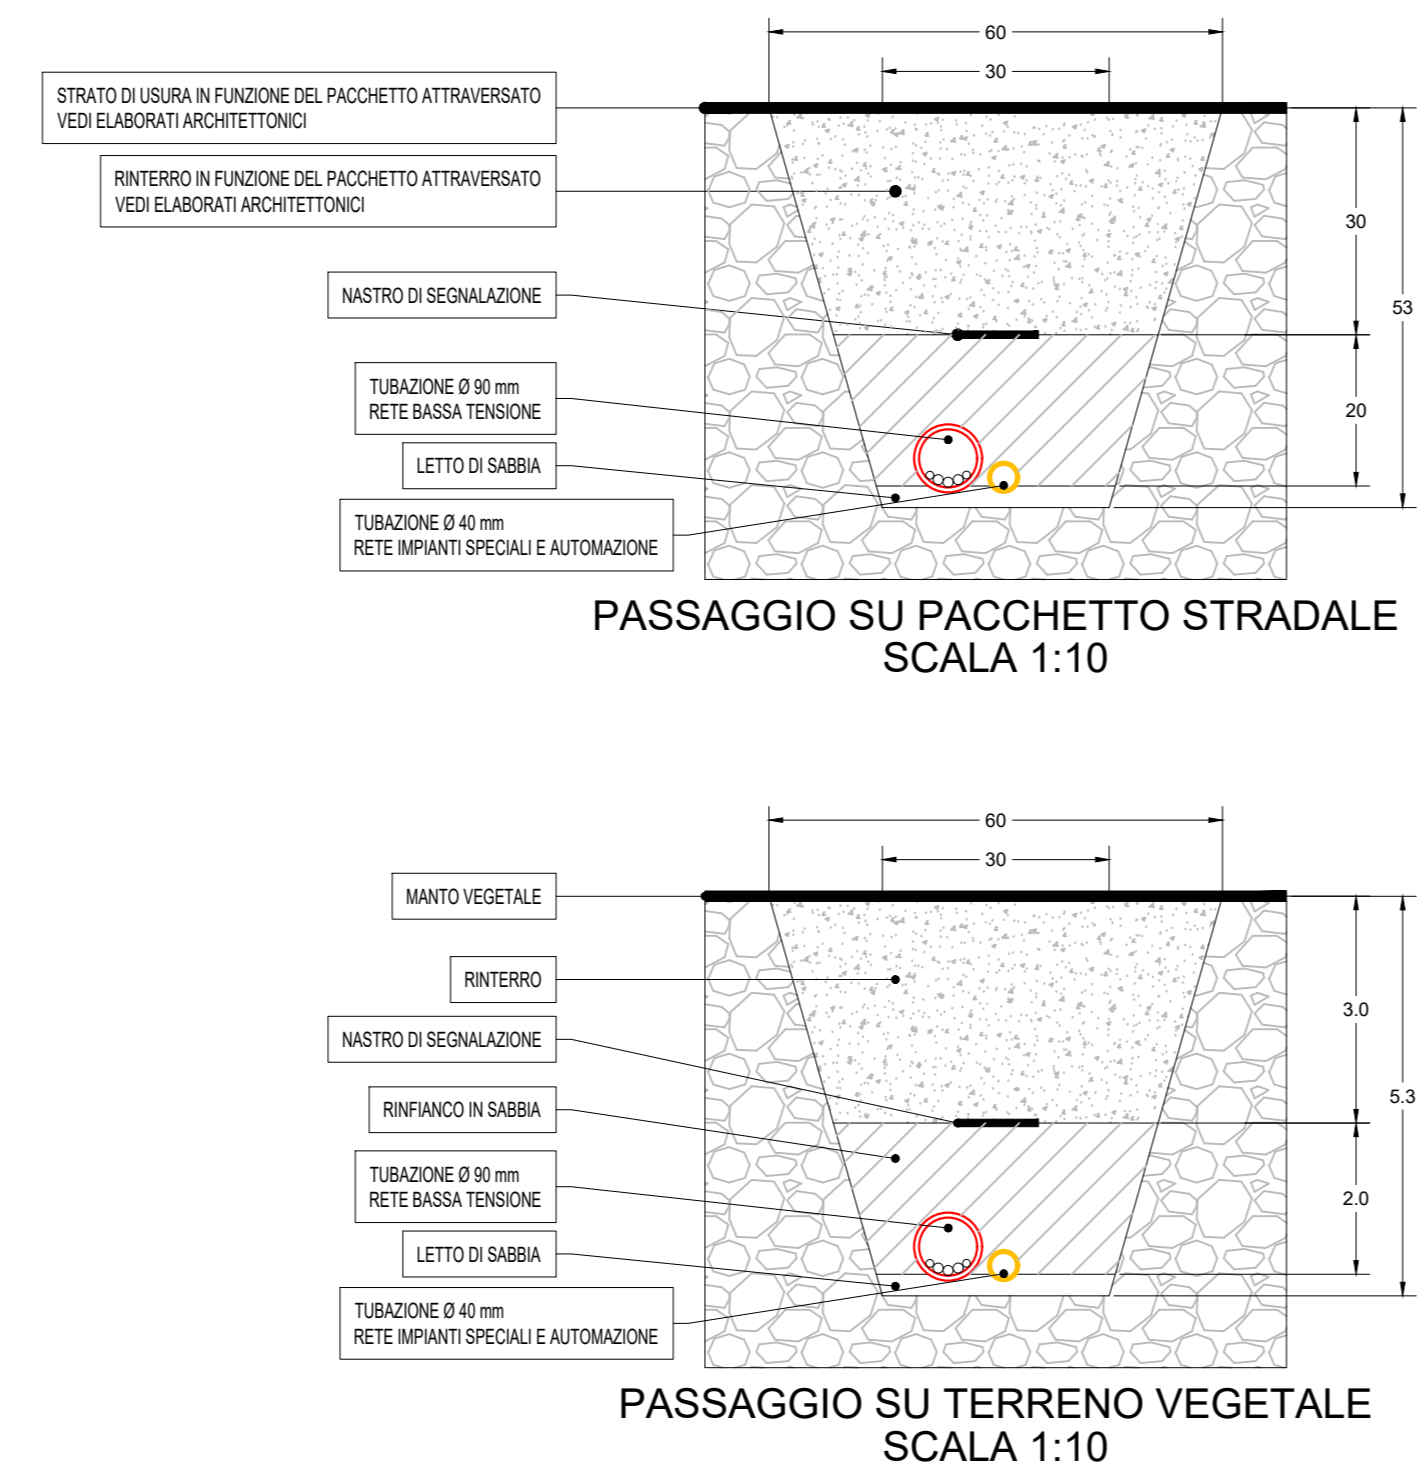 60
30
STRATO DI USURA IN FUNZIONE DEL PACCHETTO ATTRAVERSATO
VEDI ELABORATI ARCHITETTONICI
RINTERRO IN FUNZIONE DEL PACCHETTO ATTRAVERSATO
VEDI ELABORATI ARCHITETTONICI
30
NASTRO DI SEGNALAZIONE
53
TUBAZIONE Ø 90 mm
RETE BASSA TENSIONE
20
LETTO DI SABBIA
TUBAZIONE Ø 40 mm
RETE IMPIANTI SPECIALI E AUTOMAZIONE
PASSAGGIO SU PACCHETTO STRADALE
SCALA 1:10
60
30
MANTO VEGETALE
RINTERRO
3.0
NASTRO DI SEGNALAZIONE
5.3
RINFIANCO IN SABBIA
TUBAZIONE Ø 90 mm
RETE BASSA TENSIONE
2.0
LETTO DI SABBIA
TUBAZIONE Ø 40 mm
RETE IMPIANTI SPECIALI E AUTOMAZIONE
PASSAGGIO SU TERRENO VEGETALE
SCALA 1:10